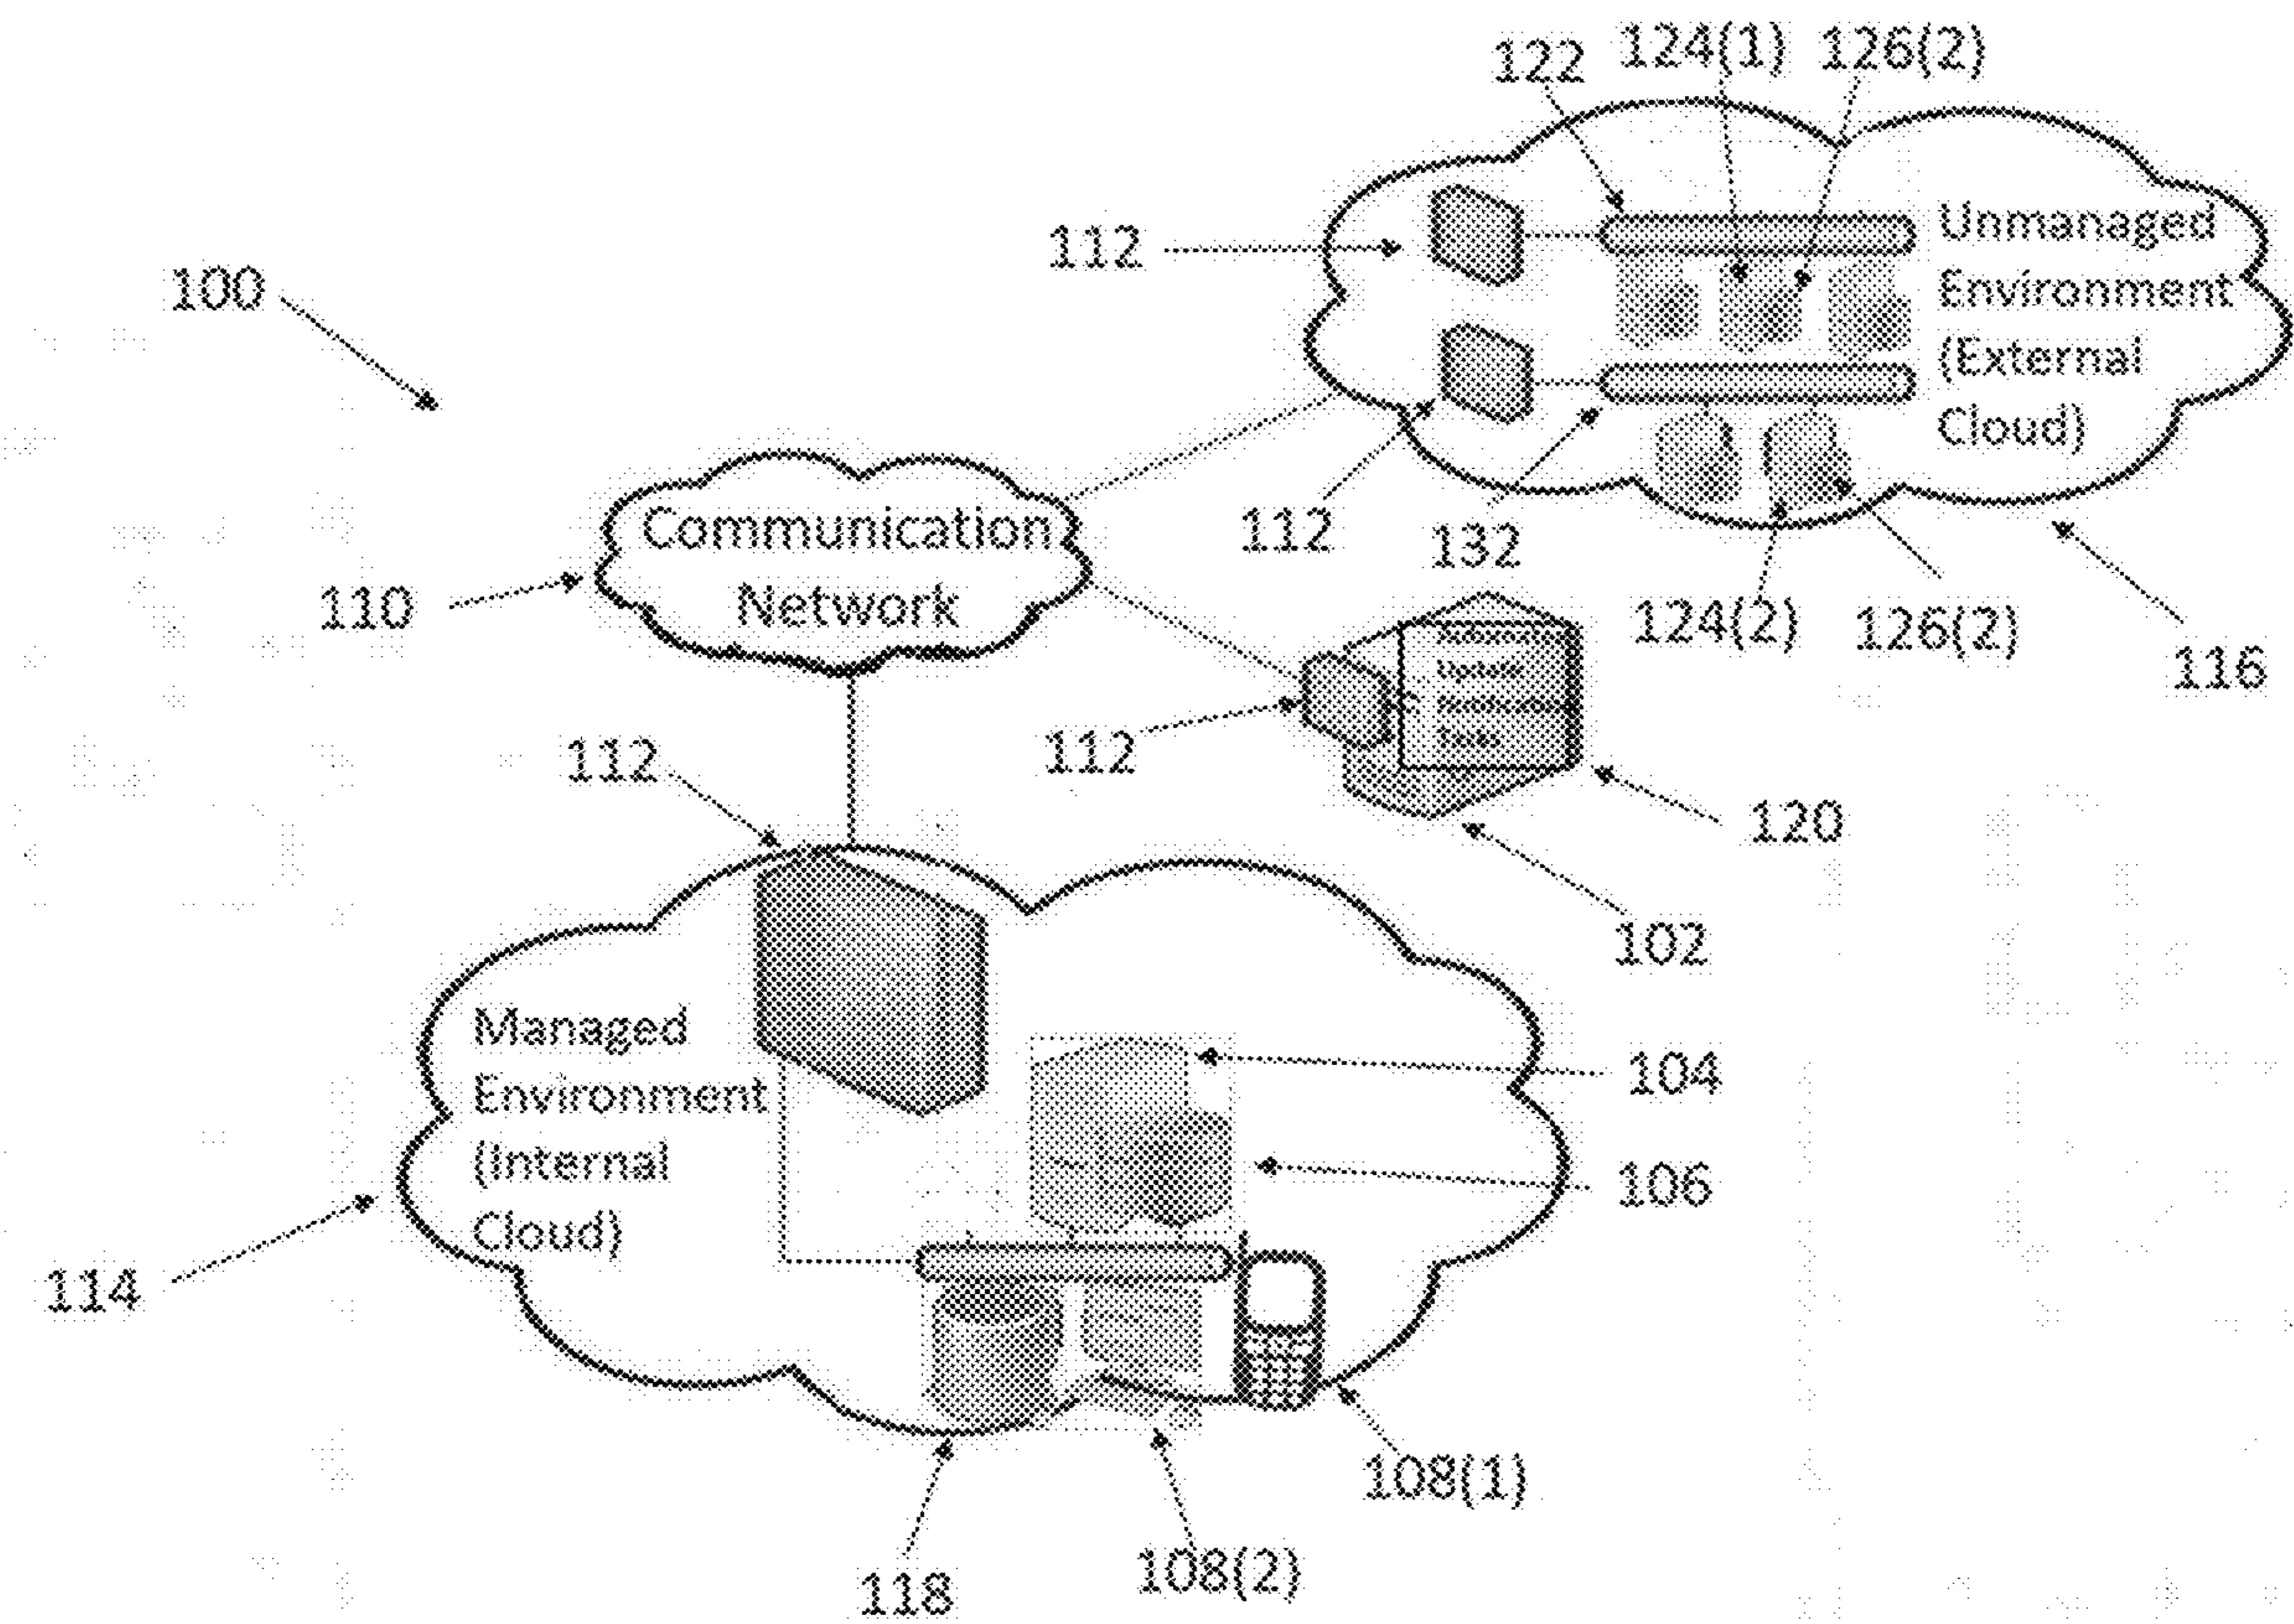 122
124(1)
126(2)
112
Unmanaged
Environment
(External
Cloud)
100
Communication
Network
110
112
132
124(2)
126(2)
116
112
112
120
102
Managed
Environment
(Internal
Cloud)
104
106
114
108(1)
108(2)
118